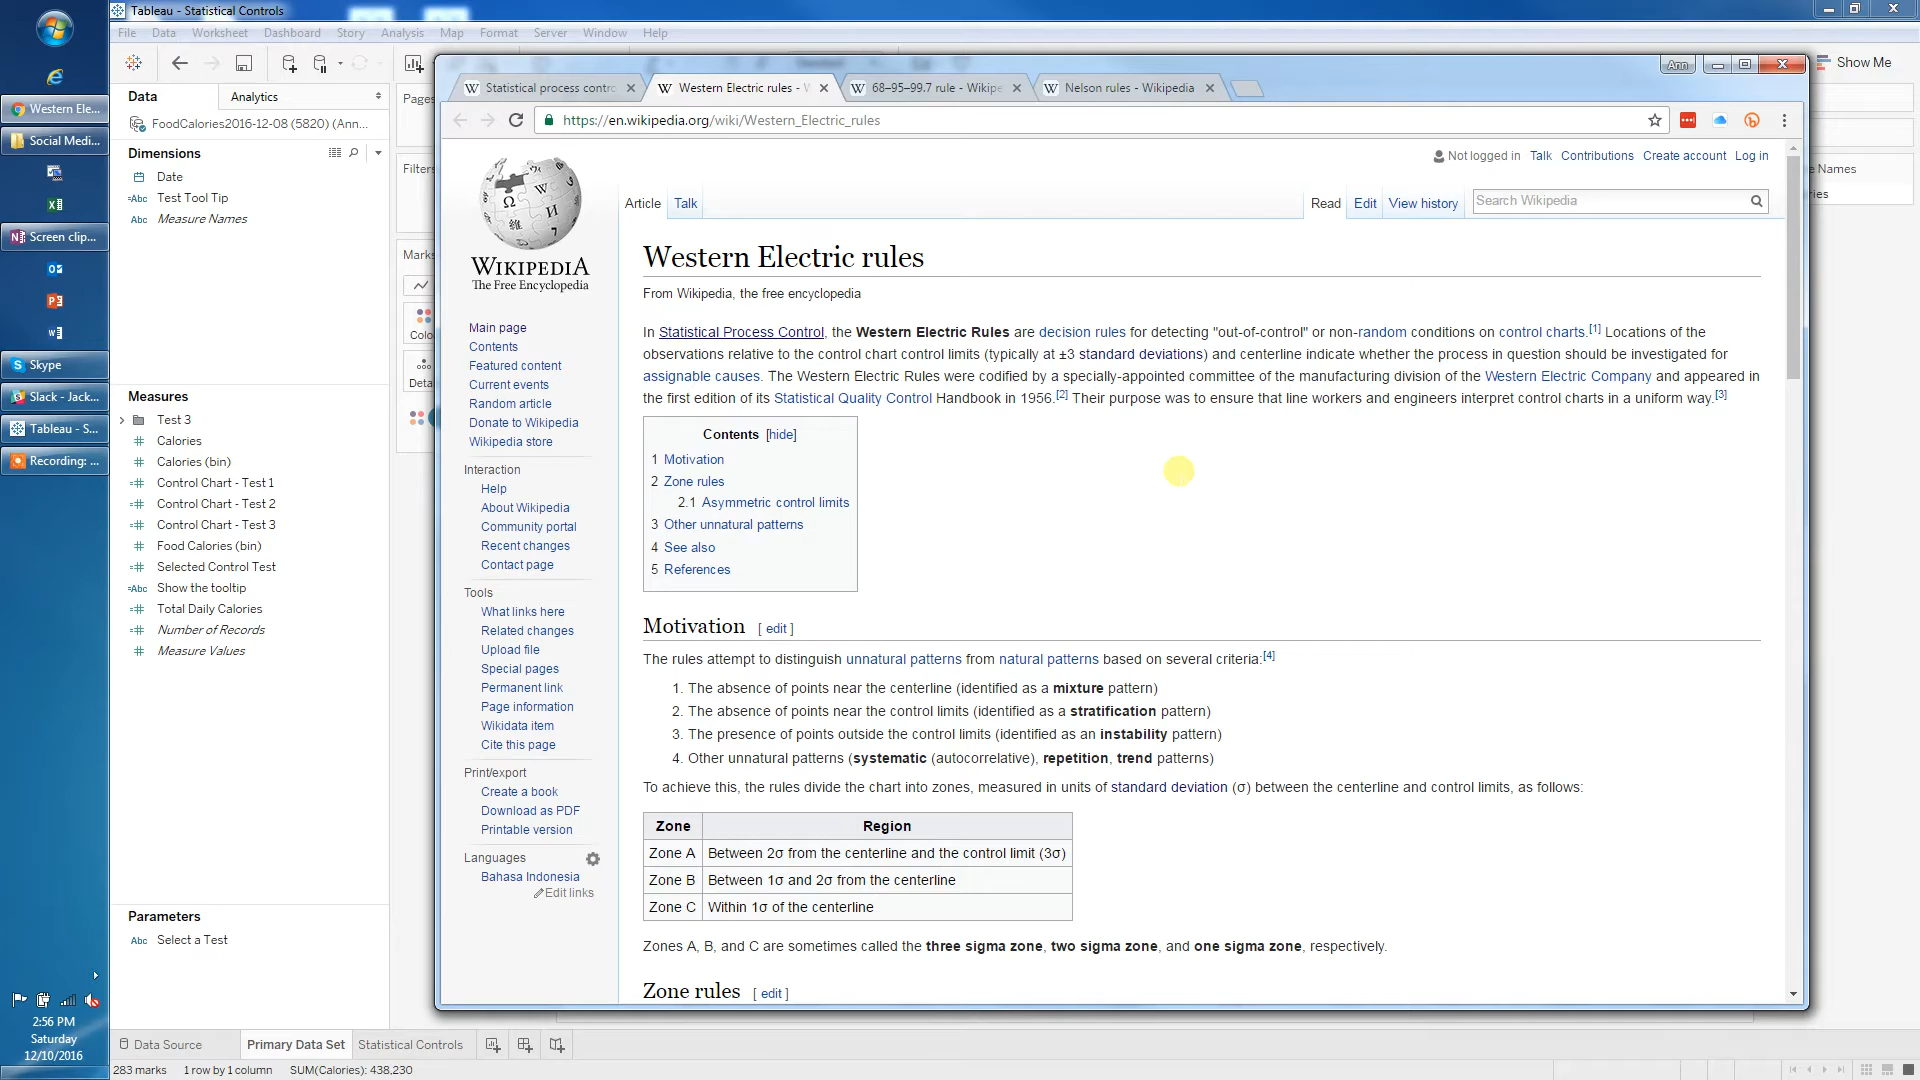 Tableau - Statistical Controls
File Data Worksheet Dashboard Story Analysis Map Format Server Window Help
Show Me
Data
Analytics
Pages
FoodCalories2016-12-08 (5820) (Ann...
Dimensions
Date
Test Tool Tip
Measure Names
Filters
Marks
Measures
Test 3
Calories
Calories (bin)
Control Chart - Test 1
Control Chart - Test 2
Control Chart - Test 3
Food Calories (bin)
Selected Control Test
Show the tooltip
Total Daily Calories
Number of Records
Measure Values
Parameters
Select a Test
Data Source
Primary Data Set
Statistical Controls
283 marks 1 row by 1 column SUM(Calories): 438,230
Western Ele...
Social Medi...
Screen clip...
Skype
Slack - Jack...
Tableau - S...
Recording: ...
2:56 PM
Saturday
12/10/2016
Ann
Statistical process contro
Western Electric rules - W
68–95–99.7 rule - Wikipe
Nelson rules - Wikipedia
https://en.wikipedia.org/wiki/Western_Electric_rules
Not logged in Talk Contributions Create account Log in
Article Talk
Read Edit View history
Search Wikipedia
WIKIPEDIA
The Free Encyclopedia
Main page
Contents
Featured content
Current events
Random article
Donate to Wikipedia
Wikipedia store
Interaction
Help
About Wikipedia
Community portal
Recent changes
Contact page
Tools
What links here
Related changes
Upload file
Special pages
Permanent link
Page information
Wikidata item
Cite this page
Print/export
Create a book
Download as PDF
Printable version
Languages
Bahasa Indonesia
Edit links
Western Electric rules
From Wikipedia, the free encyclopedia
In Statistical Process Control, the Western Electric Rules are decision rules for detecting "out-of-control" or non-random conditions on control charts.[1] Locations of the
observations relative to the control chart control limits (typically at ±3 standard deviations) and centerline indicate whether the process in question should be investigated for
assignable causes. The Western Electric Rules were codified by a specially-appointed committee of the manufacturing division of the Western Electric Company and appeared in
the first edition of its Statistical Quality Control Handbook in 1956.[2] Their purpose was to ensure that line workers and engineers interpret control charts in a uniform way.[3]
Contents [hide]
1 Motivation
2 Zone rules
2.1 Asymmetric control limits
3 Other unnatural patterns
4 See also
5 References
Motivation [ edit ]
The rules attempt to distinguish unnatural patterns from natural patterns based on several criteria:[4]
1. The absence of points near the centerline (identified as a mixture pattern)
2. The absence of points near the control limits (identified as a stratification pattern)
3. The presence of points outside the control limits (identified as an instability pattern)
4. Other unnatural patterns (systematic (autocorrelative), repetition, trend patterns)
To achieve this, the rules divide the chart into zones, measured in units of standard deviation (σ) between the centerline and control limits, as follows:
Zone Region
Zone A Between 2σ from the centerline and the control limit (3σ)
Zone B Between 1σ and 2σ from the centerline
Zone C Within 1σ of the centerline
Zones A, B, and C are sometimes called the three sigma zone, two sigma zone, and one sigma zone, respectively.
Zone rules [ edit ]